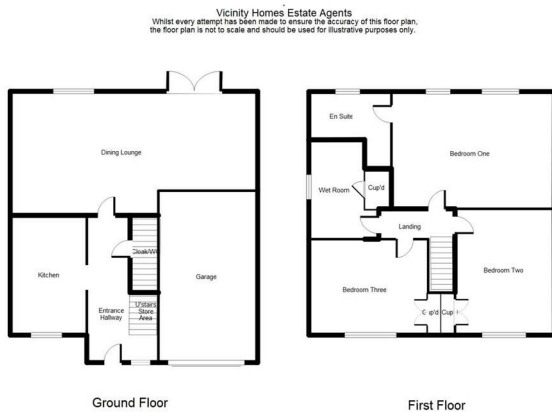 Vicinity Homes Estate Agents
Whilst every attempt has been made to ensure the accuracy of this floor plan,
the floor plan is not to scale and should be used for illustrative purposes only.
Dining Lounge
Kitchen
Entrance
Hallway
Cloak/WC
U'stairs
Store
Area
Garage
Ground Floor
En Suite
Bedroom One
Wet Room
Cup'd
Landing
Bedroom Two
Bedroom Three
Cup'd
Cup
First Floor